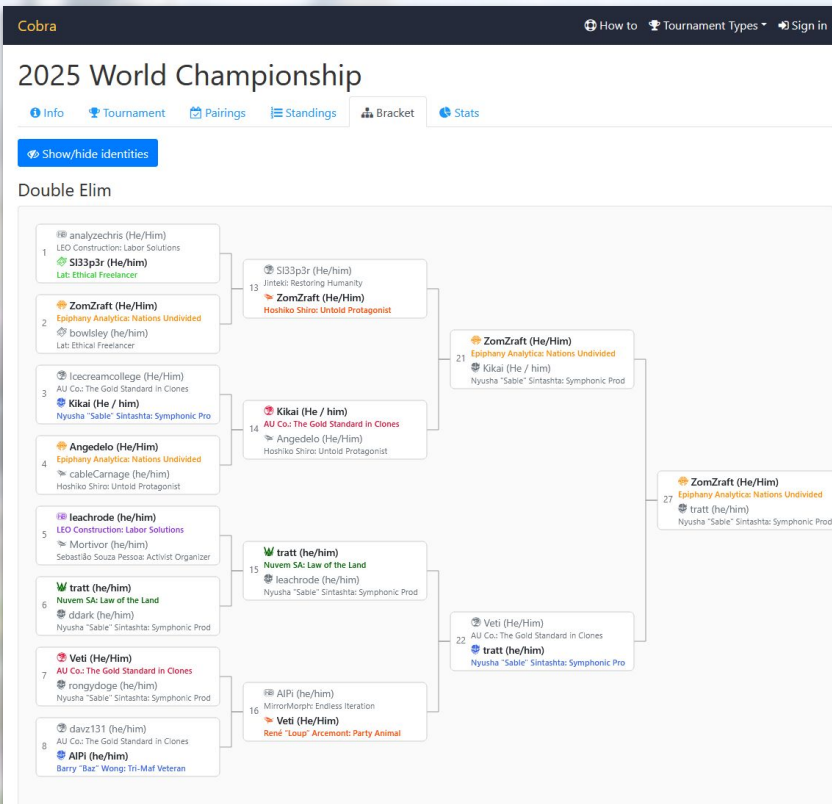 Cobra
How to
Tournament Types
Sign in
2025 World Championship
Info
Tournament
Pairings
Standings
Bracket
Stats
Show/hide identities
Double Elim
1
analyzechris (He/Him)
LEO Construction: Labor Solutions
Sl33p3r (He/him)
Lat: Ethical Freelancer
2
ZomZraft (He/Him)
Epiphany Analytica: Nations Undivided
bowlsley (he/him)
Lat: Ethical Freelancer
3
Icecreamcollege (He/Him)
AU Co.: The Gold Standard in Clones
Kikai (He / him)
Nyusha "Sable" Sintashta: Symphonic Pro
4
Angedelo (He/Him)
Epiphany Analytica: Nations Undivided
cableCarnage (he/him)
Hoshiko Shiro: Untold Protagonist
5
leachrode (he/him)
LEO Construction: Labor Solutions
Mortivor (he/him)
Sebastião Souza Pessoa: Activist Organizer
6
tratt (he/him)
Nuvem SA: Law of the Land
ddark (he/him)
Nyusha "Sable" Sintashta: Symphonic Prod
7
Veti (He/Him)
AU Co.: The Gold Standard in Clones
rongydoge (he/him)
Nyusha "Sable" Sintashta: Symphonic Prod
8
davz131 (he/him)
AU Co.: The Gold Standard in Clones
AlPi (he/him)
Barry "Baz" Wong: Tri-Maf Veteran
13
Sl33p3r (He/him)
Jinteki: Restoring Humanity
ZomZraft (He/Him)
Hoshiko Shiro: Untold Protagonist
14
Kikai (He / him)
AU Co.: The Gold Standard in Clones
Angedelo (He/Him)
Hoshiko Shiro: Untold Protagonist
15
tratt (he/him)
Nuvem SA: Law of the Land
leachrode (he/him)
Nyusha "Sable" Sintashta: Symphonic Prod
16
AlPi (he/him)
MirrorMorph: Endless Iteration
Veti (He/Him)
René "Loup" Arcemont: Party Animal
21
ZomZraft (He/Him)
Epiphany Analytica: Nations Undivided
Kikai (He / him)
Nyusha "Sable" Sintashta: Symphonic Prod
22
Veti (He/Him)
AU Co.: The Gold Standard in Clones
tratt (he/him)
Nyusha "Sable" Sintashta: Symphonic Pro
27
ZomZraft (He/Him)
Epiphany Analytica: Nations Undivided
tratt (he/him)
Nyusha "Sable" Sintashta: Symphonic Prod